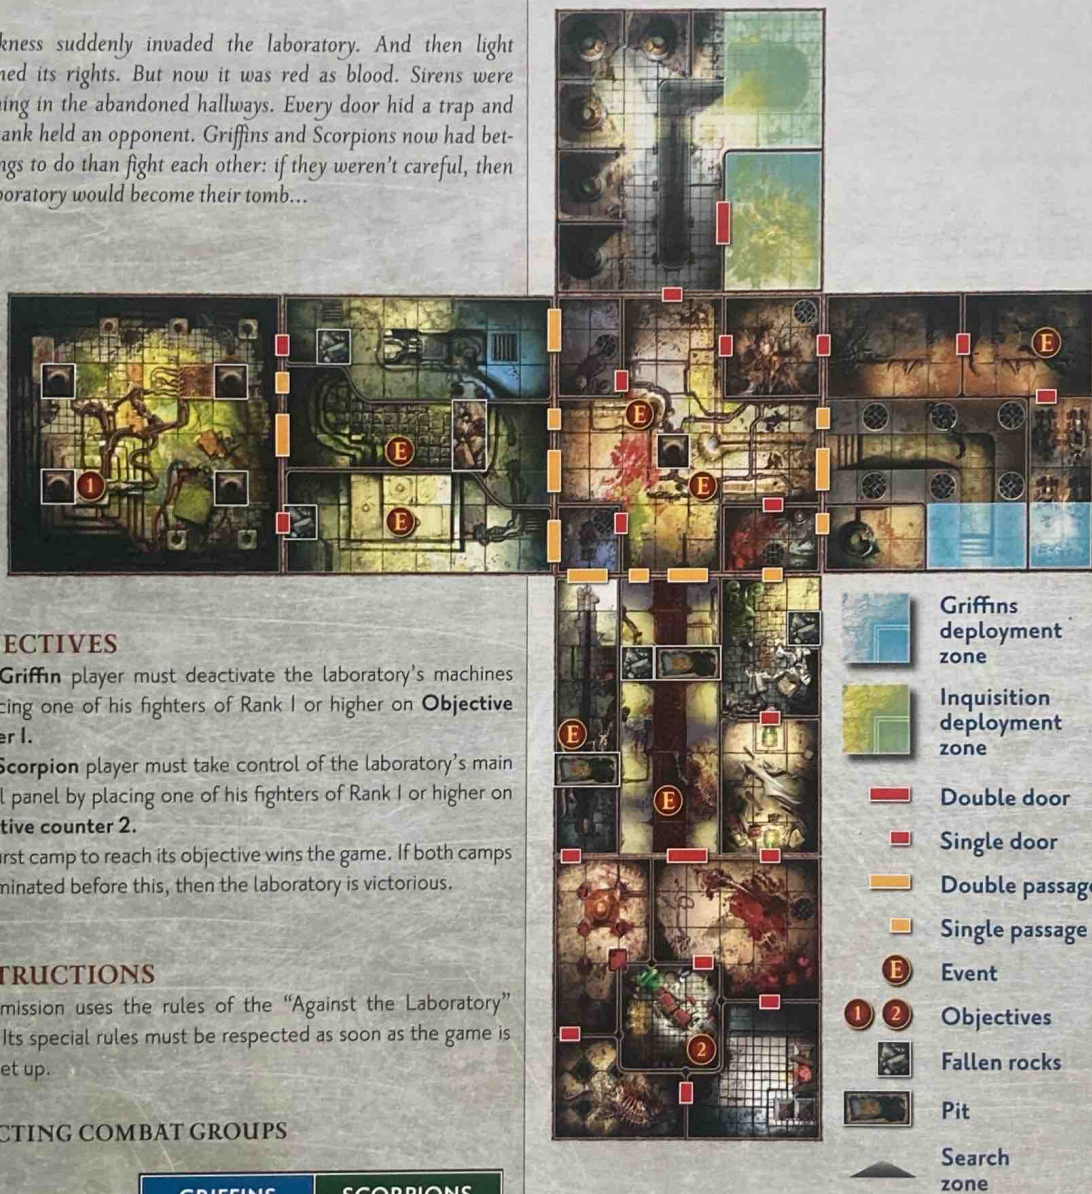 kness suddenly invaded the laboratory. And then light
ned its rights. But now it was red as blood. Sirens were
ing in the abandoned hallways. Every door hid a trap and
ank held an opponent. Griffins and Scorpions now had bet-
ngs to do than fight each other: if they weren't careful, then
boratory would become their tomb...
E
E
E
1
E
E
E
E
E
2
ECTIVES
Griffin player must deactivate the laboratory's machines
cing one of his fighters of Rank I or higher on Objective
er I.
Scorpion player must take control of the laboratory's main
l panel by placing one of his fighters of Rank I or higher on
tive counter 2.
urst camp to reach its objective wins the game. If both camps
minated before this, then the laboratory is victorious.
TRUCTIONS
mission uses the rules of the "Against the Laboratory"
Its special rules must be respected as soon as the game is
et up.
CTING COMBAT GROUPS
GRIFFINS
SCORPIONS
Griffins
deployment
zone
Inquisition
deployment
zone
Double door
Single door
Double passage
Single passage
E
Event
1 2
Objectives
Fallen rocks
Pit
Search
zone